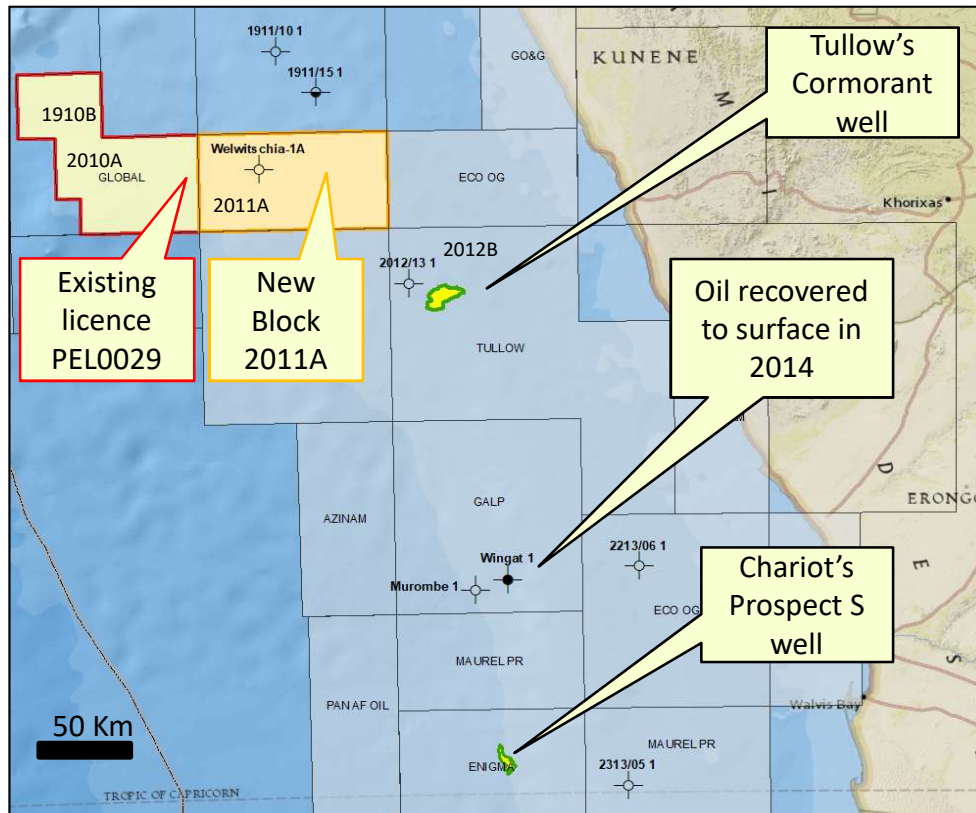 1911/10 1
GO&G
KUNENE
Tullow's
Cormorant
well
1911/15 1
1910B
2010A
GLOBAL
Welwitschia-1A
2011A
ECO OG
M
I
Khorixas
Existing
licence
PEL0029
New
Block
2011A
2012/13 1
2012B
TULLOW
Oil recovered
to surface in
2014
M
D
ERONGO
E
S
AZINAM
GALP
Wingat 1
Murombe 1
2213/06 1
ECO OG
Chariot's
Prospect S
well
MAUREL PR
PAN AF OIL
Walvis Bay
50 Km
ENIGMA
MAUREL PR
2313/05 1
TROPIC OF CAPRICORN